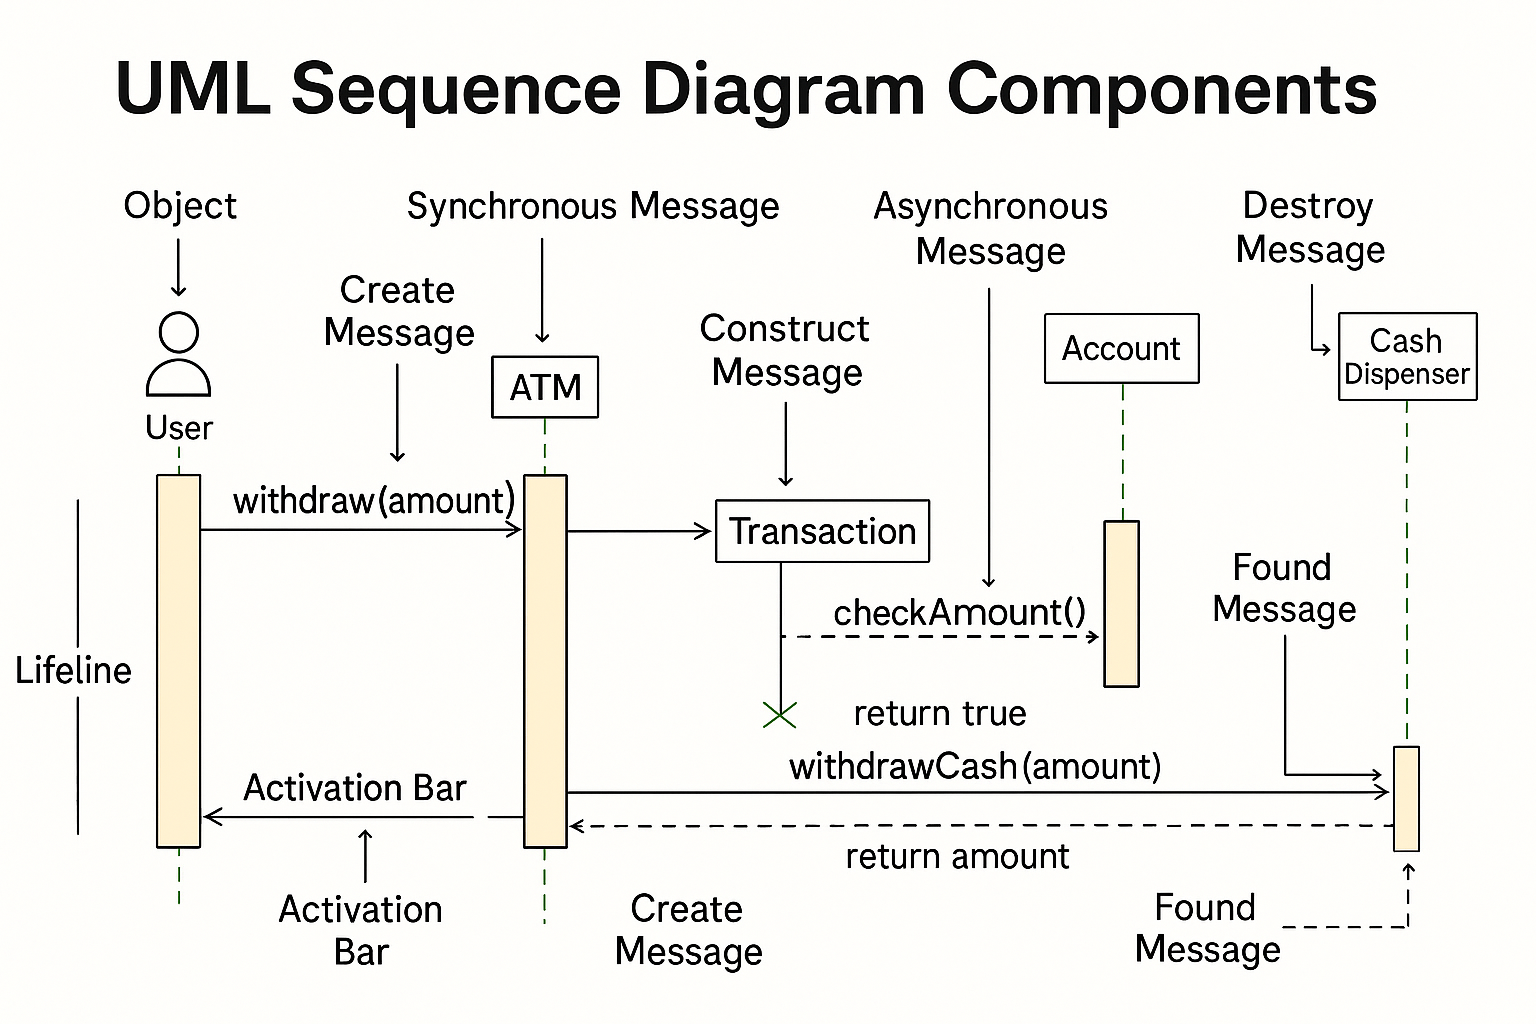 UML Sequence Diagram Components
Object
Synchronous Message
Asynchronous
Message
Destroy
Message
Create
Message
Construct
Message
User
ATM
Account
Cash
Dispenser
withdraw(amount)
Transaction
checkAmount()
Found
Message
Lifeline
return true
withdrawCash(amount)
Activation Bar
return amount
Activation
Bar
Create
Message
Found
Message